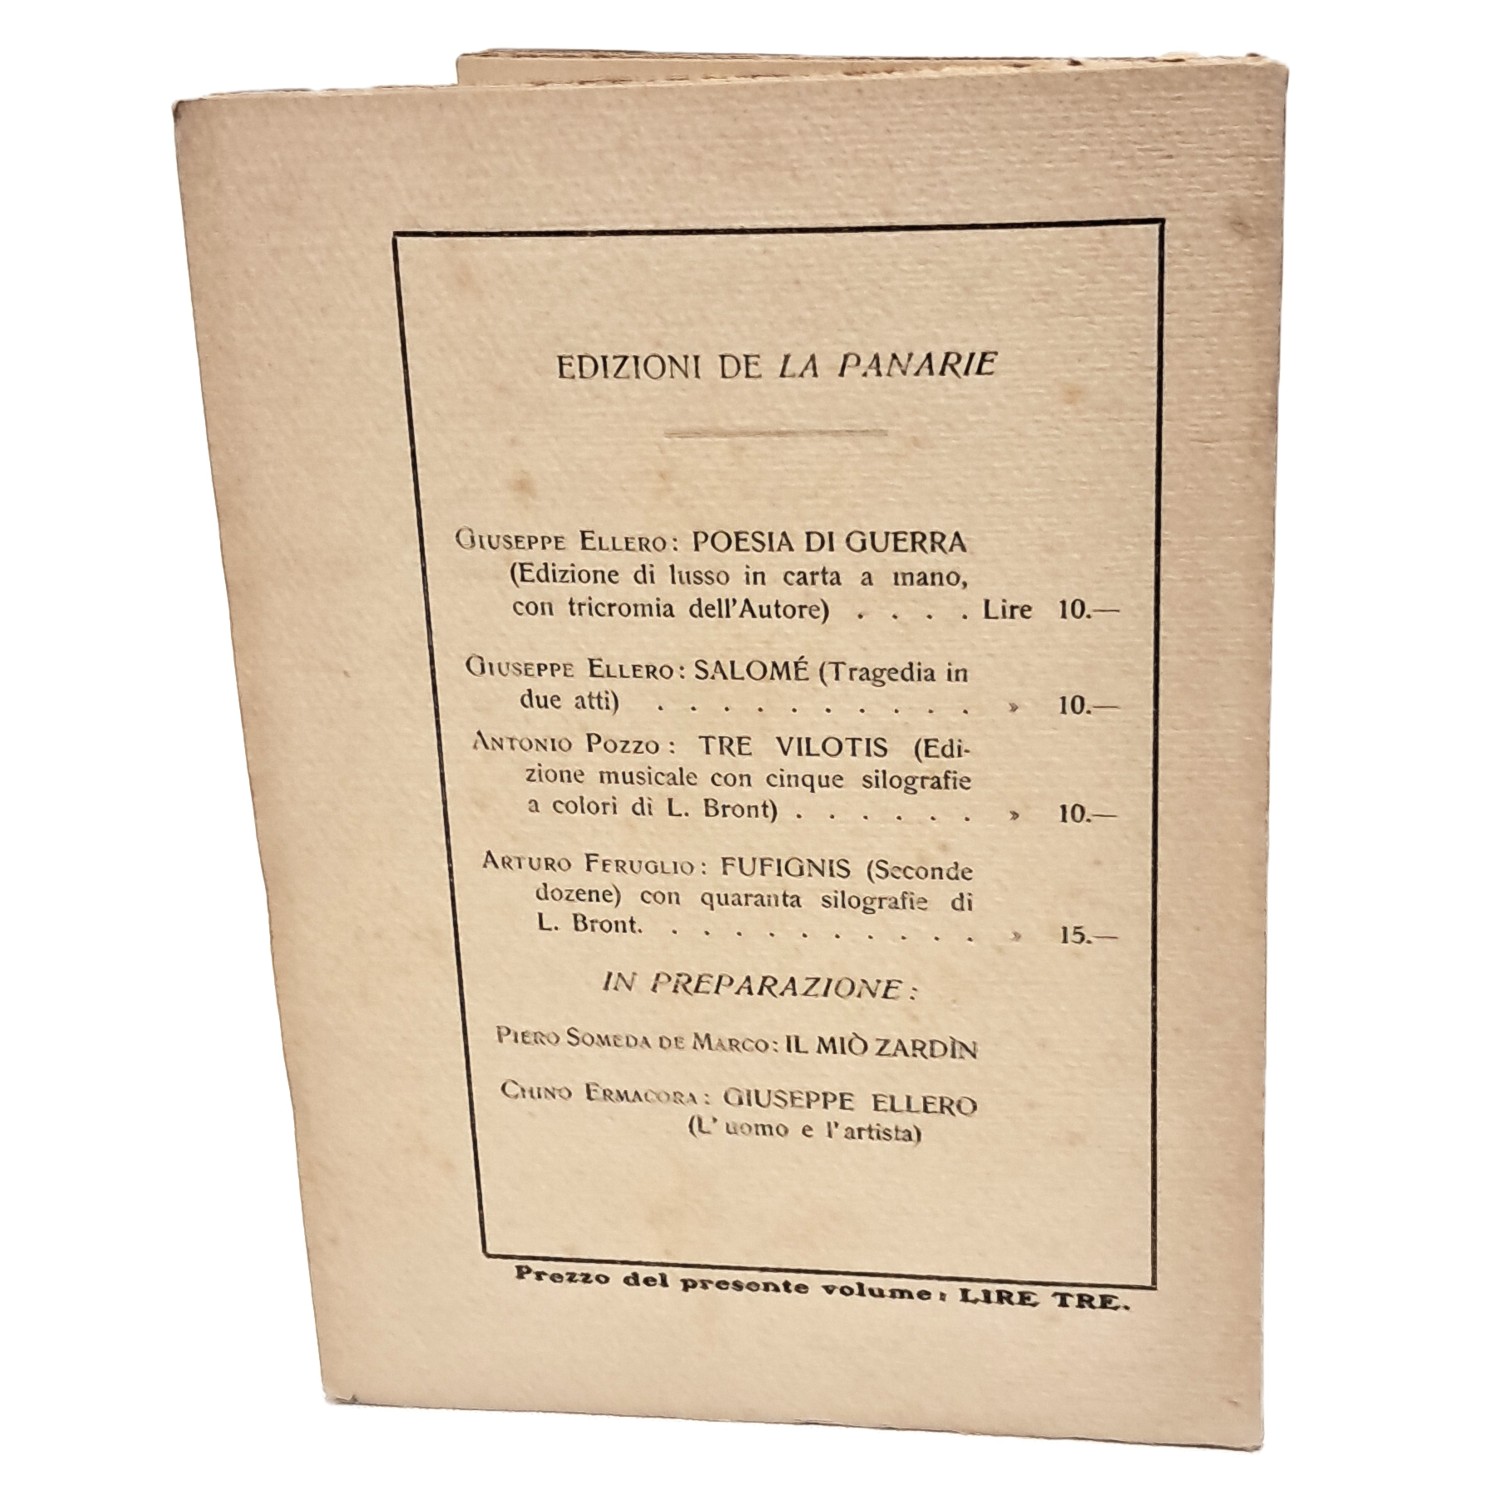 EDIZIONI DE LA PANARIE
GIUSEPPE ELLERO: POESIA DI GUERRA
(Edizione di lusso in carta a mano,
con tricromia dell'Autore) . . . . Lire 10.—
GIUSEPPE ELLERO: SALOMÉ (Tragedia in
due atti) . . . . . . . . . . » 10.—
ANTONIO POZZO: TRE VILOTIS (Edi-
zione musicale con cinque silografie
a colori di L. Bront) . . . . . . » 10.—
ARTURO FERUGLIO: FUFIGNIS (Seconde
dozene) con quaranta silografie di
L. Bront. . . . . . . . . . . » 15.—
IN PREPARAZIONE:
PIERO SOMEDA DE MARCO: IL MIÒ ZARDÌN
CHINO ERMACORA: GIUSEPPE ELLERO
(L'uomo e l'artista)
Prezzo del presente volume: LIRE TRE.